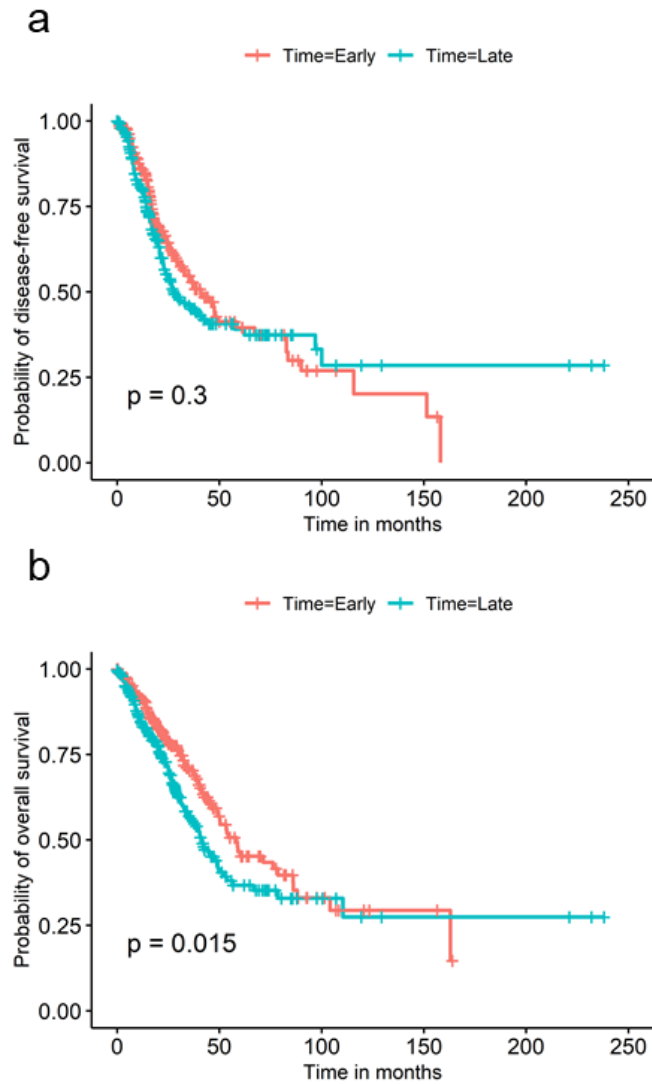 a
Time=Early Time=Late
Probability of disease-free survival
1.00
0.75
0.50
0.25
0.00
p = 0.3
0 50 100 150 200 250
Time in months
b
Time=Early Time=Late
Probability of overall survival
1.00
0.75
0.50
0.25
0.00
p = 0.015
0 50 100 150 200 250
Time in months